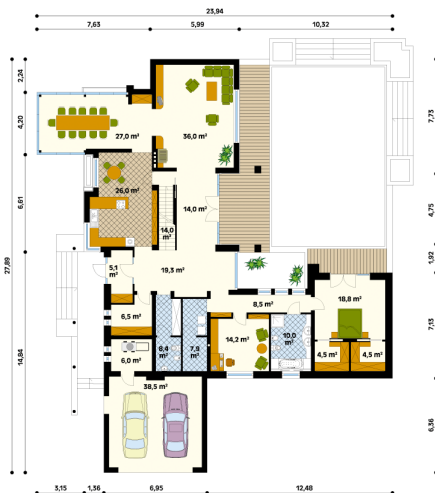 23,94
7,63 5,99 10,32
2,24
4,20
6,61
27,89
14,84
7,73
4,75
1,92
7,13
6,36
27,0 m²
36,0 m²
26,0 m²
14,0
m²
14,0
m²
5,1
m²
19,3 m²
8,5 m²
18,8 m²
6,5 m²
8,4
m²
7,9
m²
14,2 m²
10,0
m²
4,5 m²
4,5 m²
6,0 m²
38,5 m²
3,15 1,36 6,95 12,48